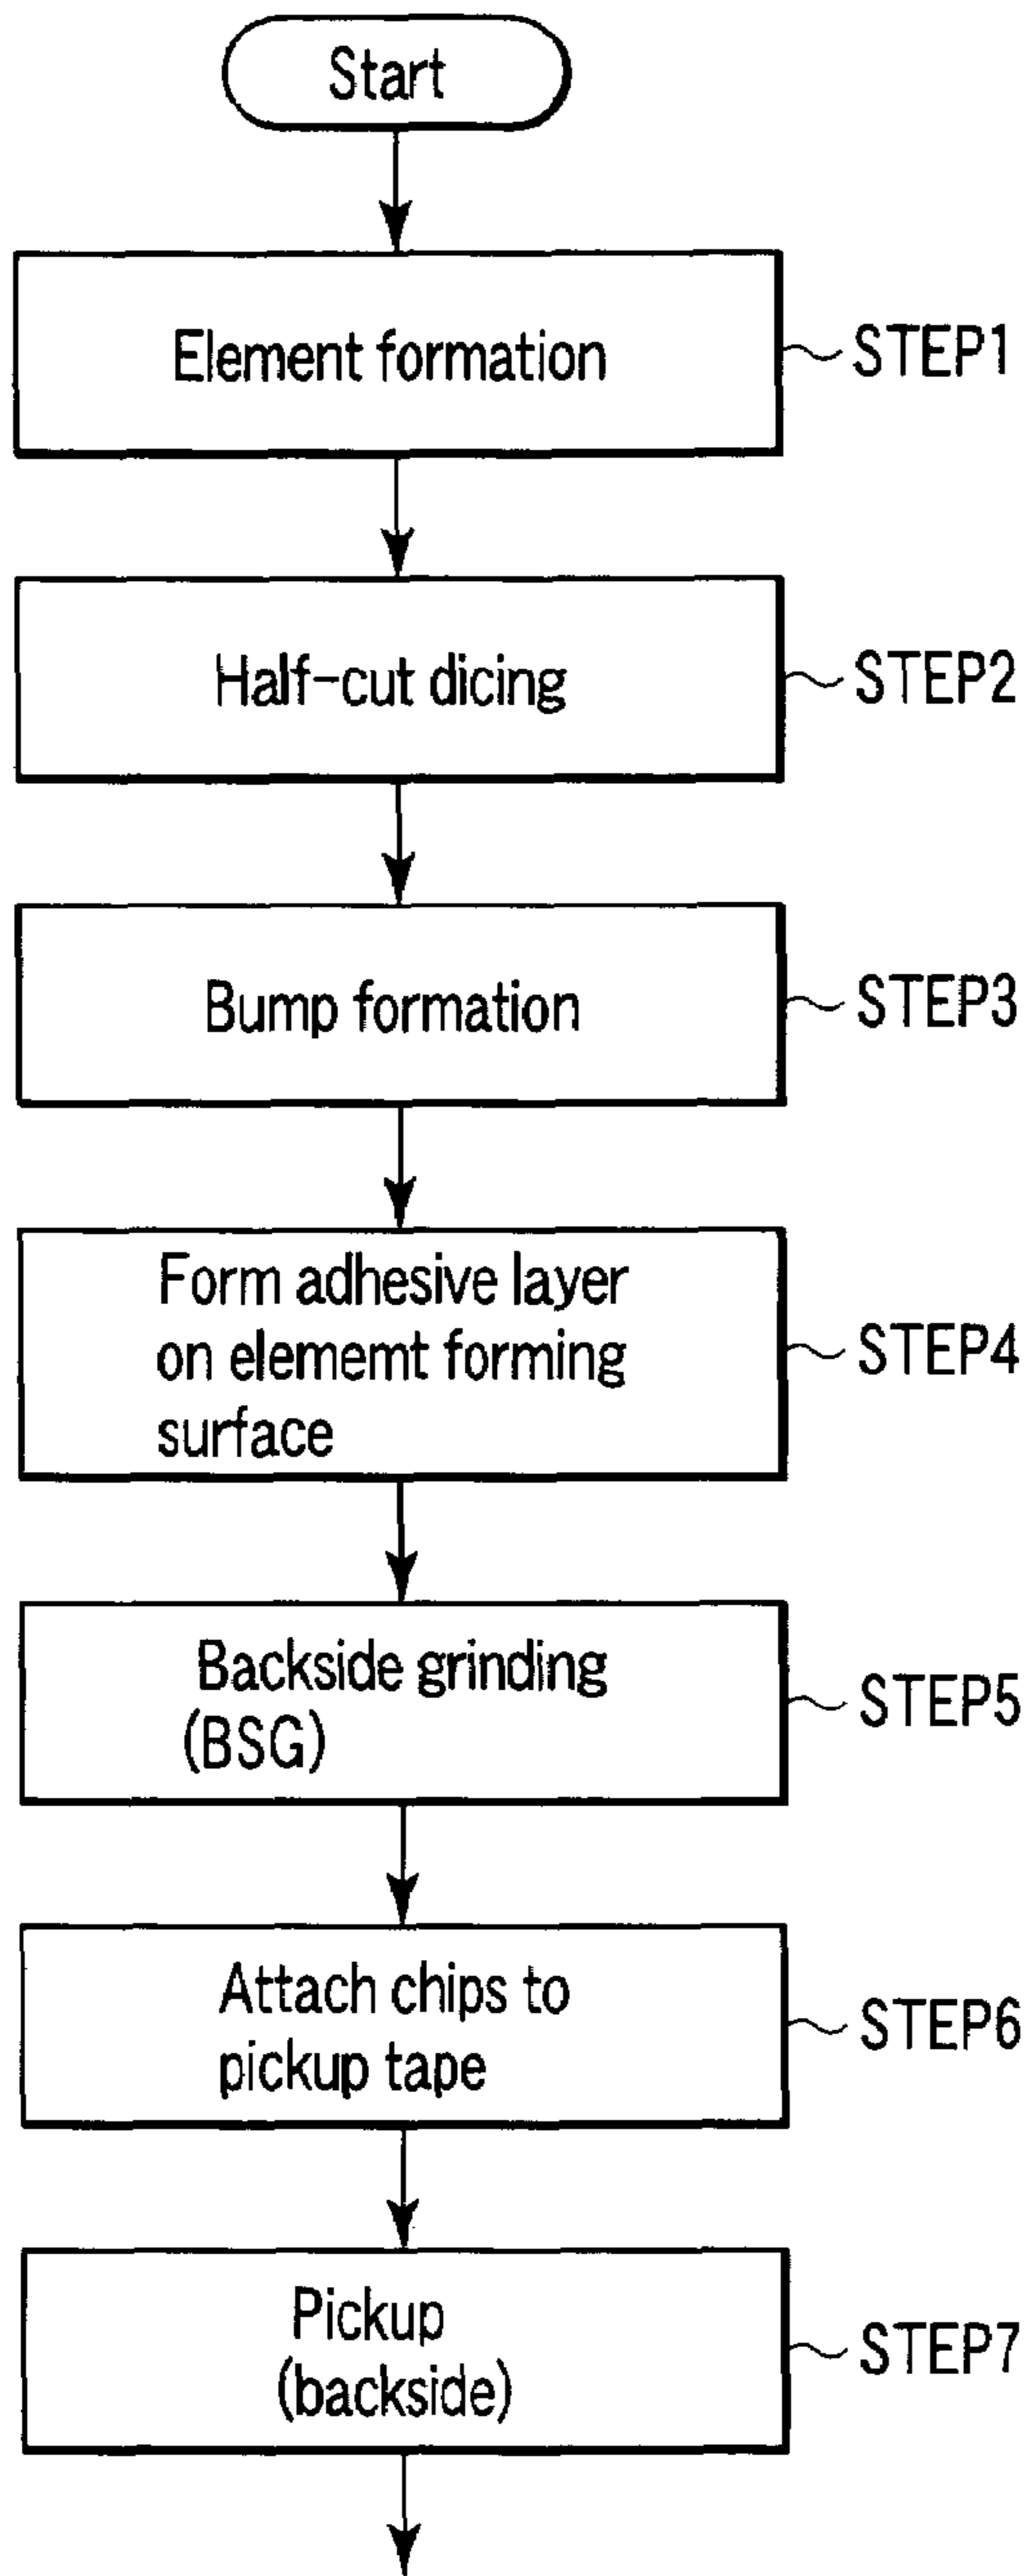 Start
Element formation
STEP1
Half-cut dicing
STEP2
Bump formation
STEP3
Form adhesive layer
on elememt forming
surface
STEP4
Backside grinding
(BSG)
STEP5
Attach chips to
pickup tape
STEP6
Pickup
(backside)
STEP7